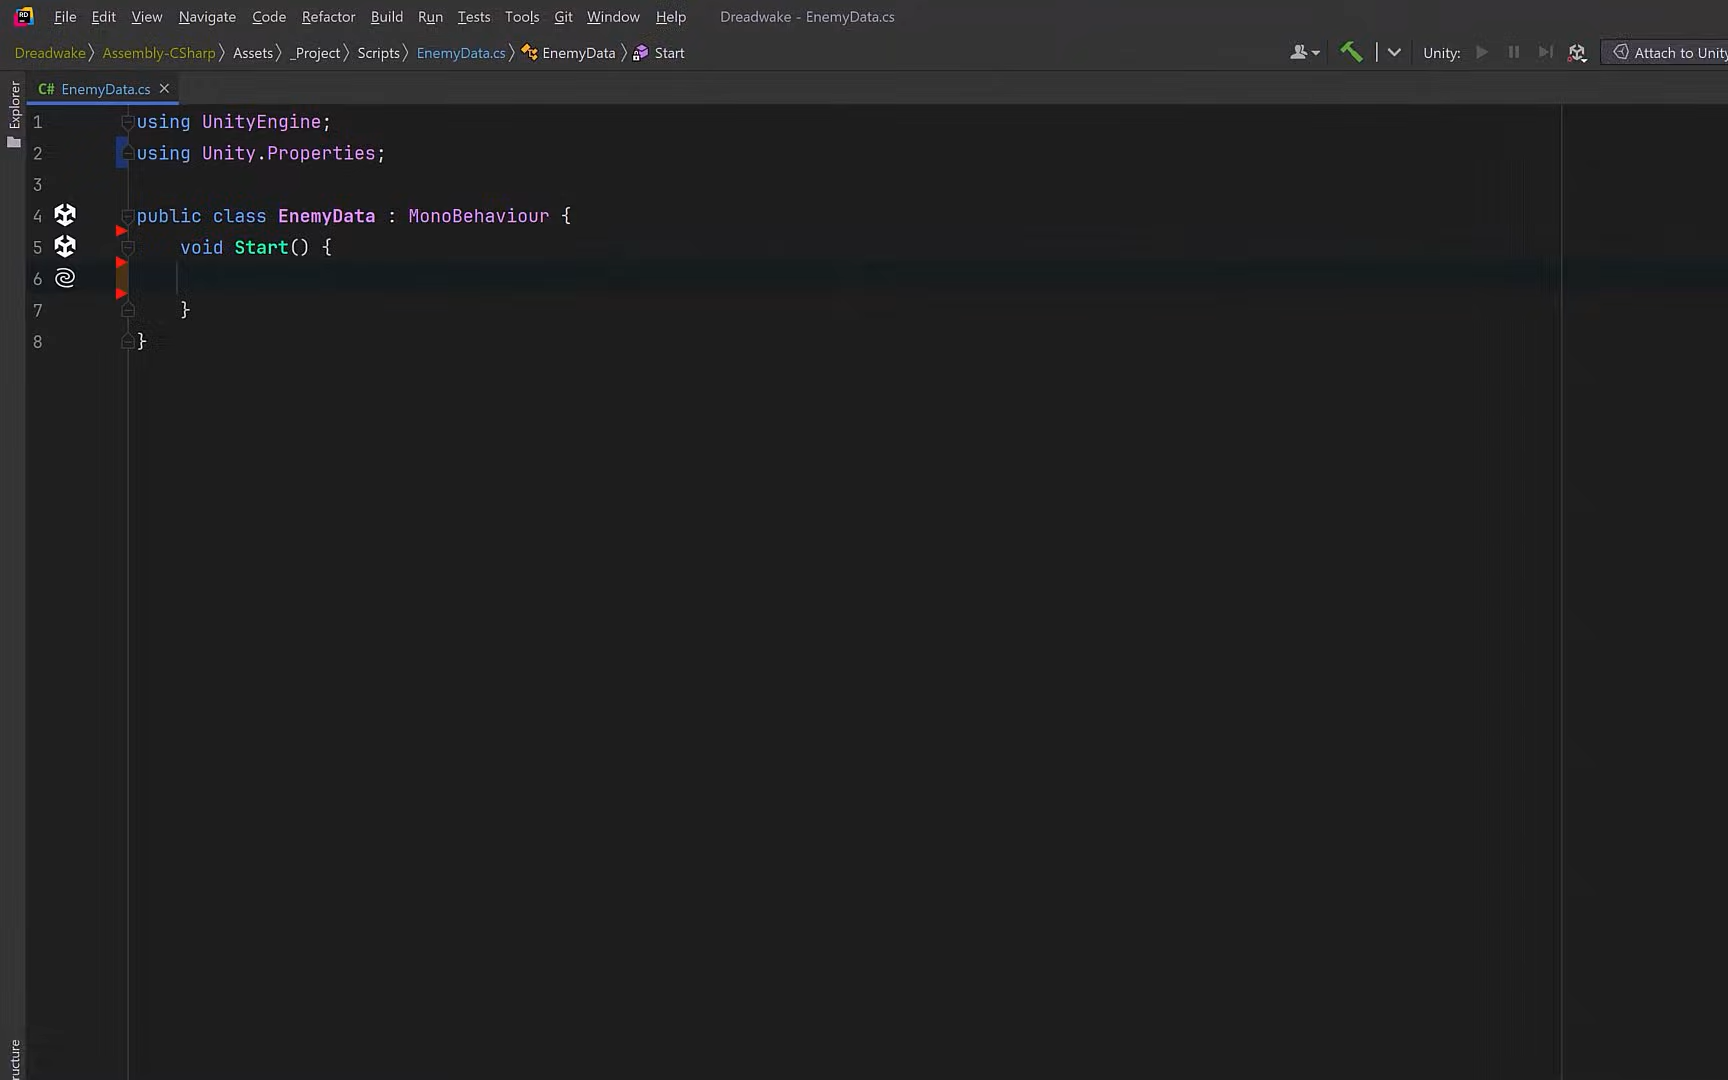 RD File Edit View Navigate Code Refactor Build Run Tests Tools Git Window Help Dreadwake - EnemyData.cs
Dreadwake Assembly-CSharp Assets _Project Scripts EnemyData.cs EnemyData Start Unity: Attach to Unity
Explorer
C# EnemyData.cs
1 using UnityEngine;
2 using Unity.Properties;
3
4 public class EnemyData : MonoBehaviour {
5 void Start() {
6
7 }
8 }
ructure